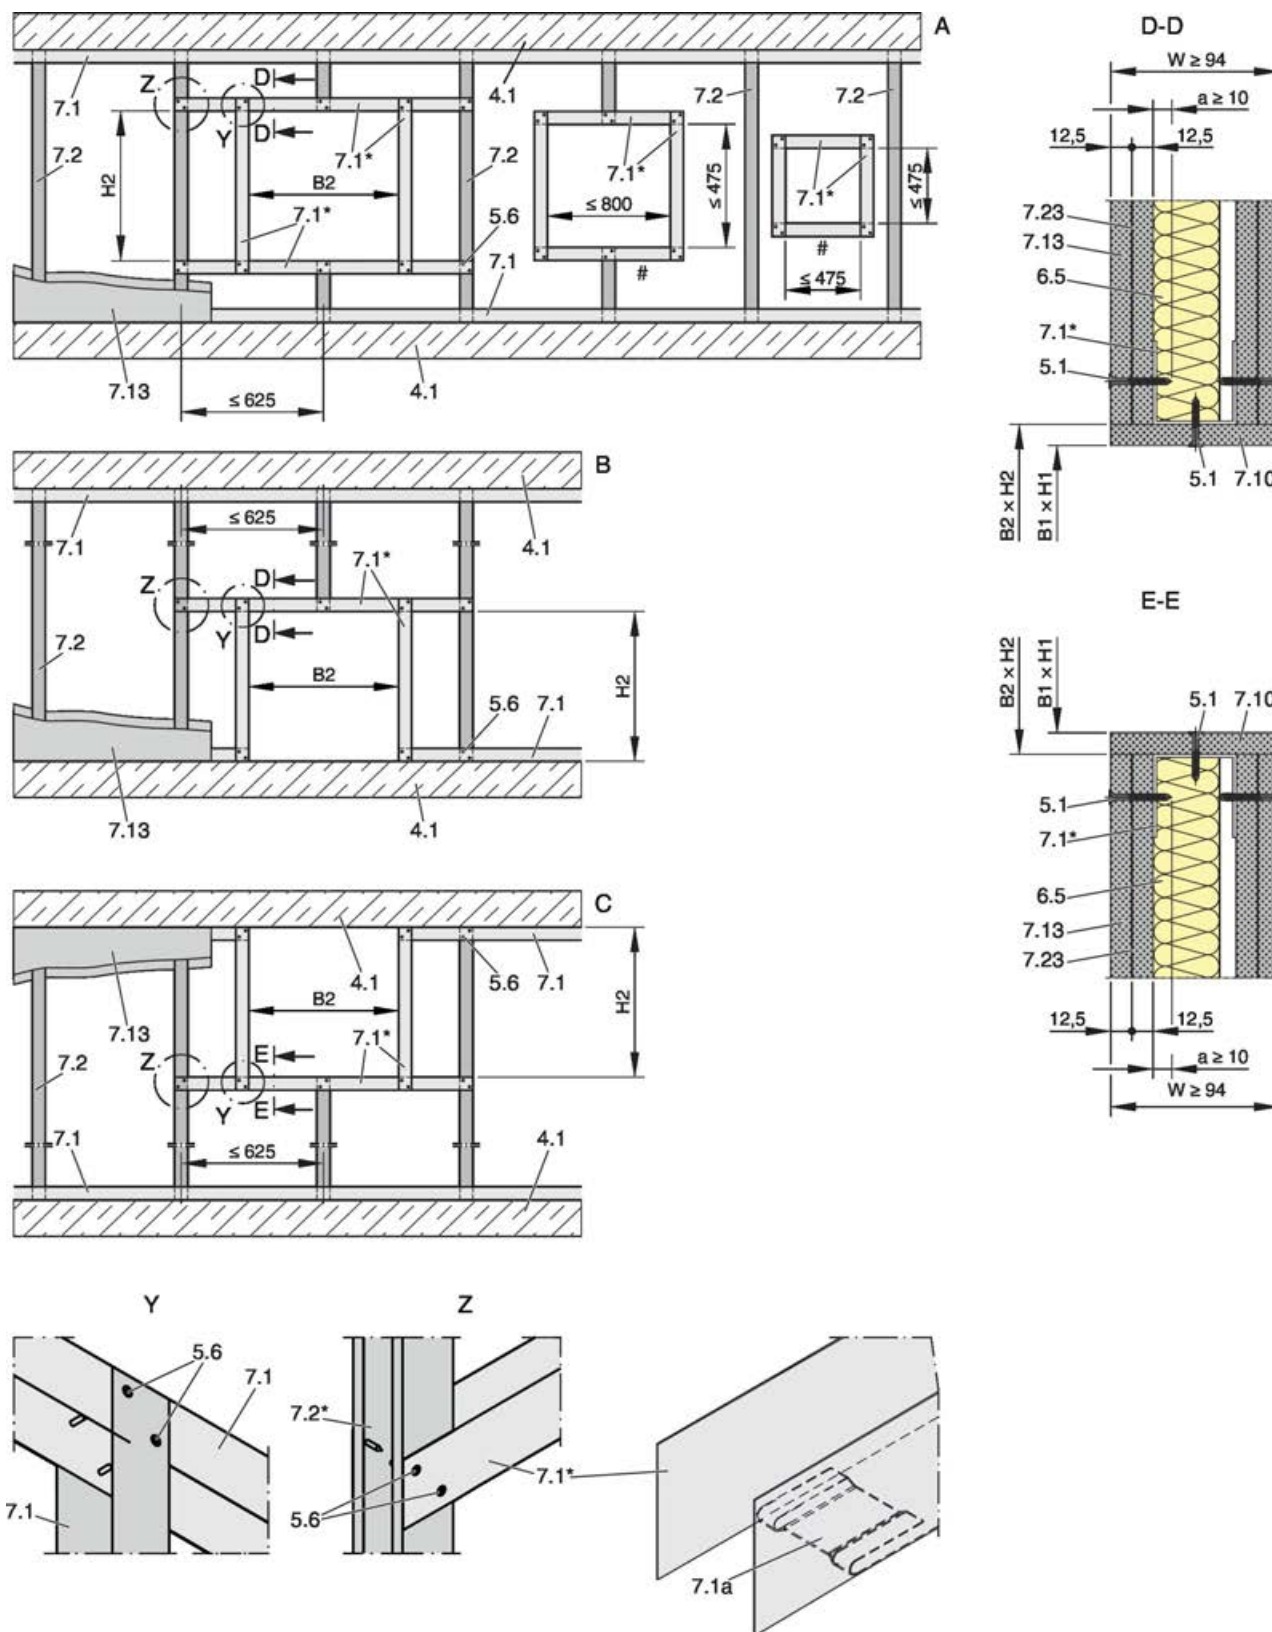 A
4.1
Z
D
7.1
7.2
7.2
Y
D
7.1*
7.1*
7.2
7.2
H2
B2
≤ 800
≤ 475
7.1*
≤ 475
7.1*
5.6
#
7.1
#
≤ 475
7.13
4.1
≤ 625
B
≤ 625
7.1
4.1
7.1*
Z
D
Y
D
7.2
B2
H2
5.6
7.1
7.13
4.1
C
4.1
5.6
7.1
7.13
B2
H2
7.2
7.1*
Z
E
Y
E
7.1
≤ 625
4.1
D-D
W ≥ 94
a ≥ 10
12,5
12,5
7.23
7.13
6.5
7.1*
5.1
5.1
7.10
B2 × H2
B1 × H1
E-E
B2 × H2
B1 × H1
5.1
7.10
5.1
7.1*
6.5
7.13
7.23
12,5
12,5
a ≥ 10
W ≥ 94
Y
5.6
7.1
7.1
Z
7.2*
7.1*
5.6
7.1a